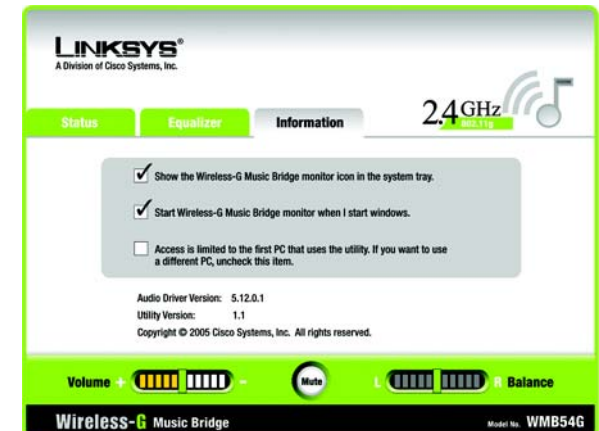 LINKSYS®
A Division of Cisco Systems, Inc.
2.4 GHz
802.11g
Status
Equalizer
Information
Show the Wireless-G Music Bridge monitor icon in the system tray.
Start Wireless-G Music Bridge monitor when I start windows.
Access is limited to the first PC that uses the utility. If you want to use
a different PC, uncheck this item.
Audio Driver Version: 5.12.0.1
Utility Version: 1.1
Copyright © 2005 Cisco Systems, Inc. All rights reserved.
Volume + - Mute L R Balance
Wireless-G Music Bridge Model No. WMB54G